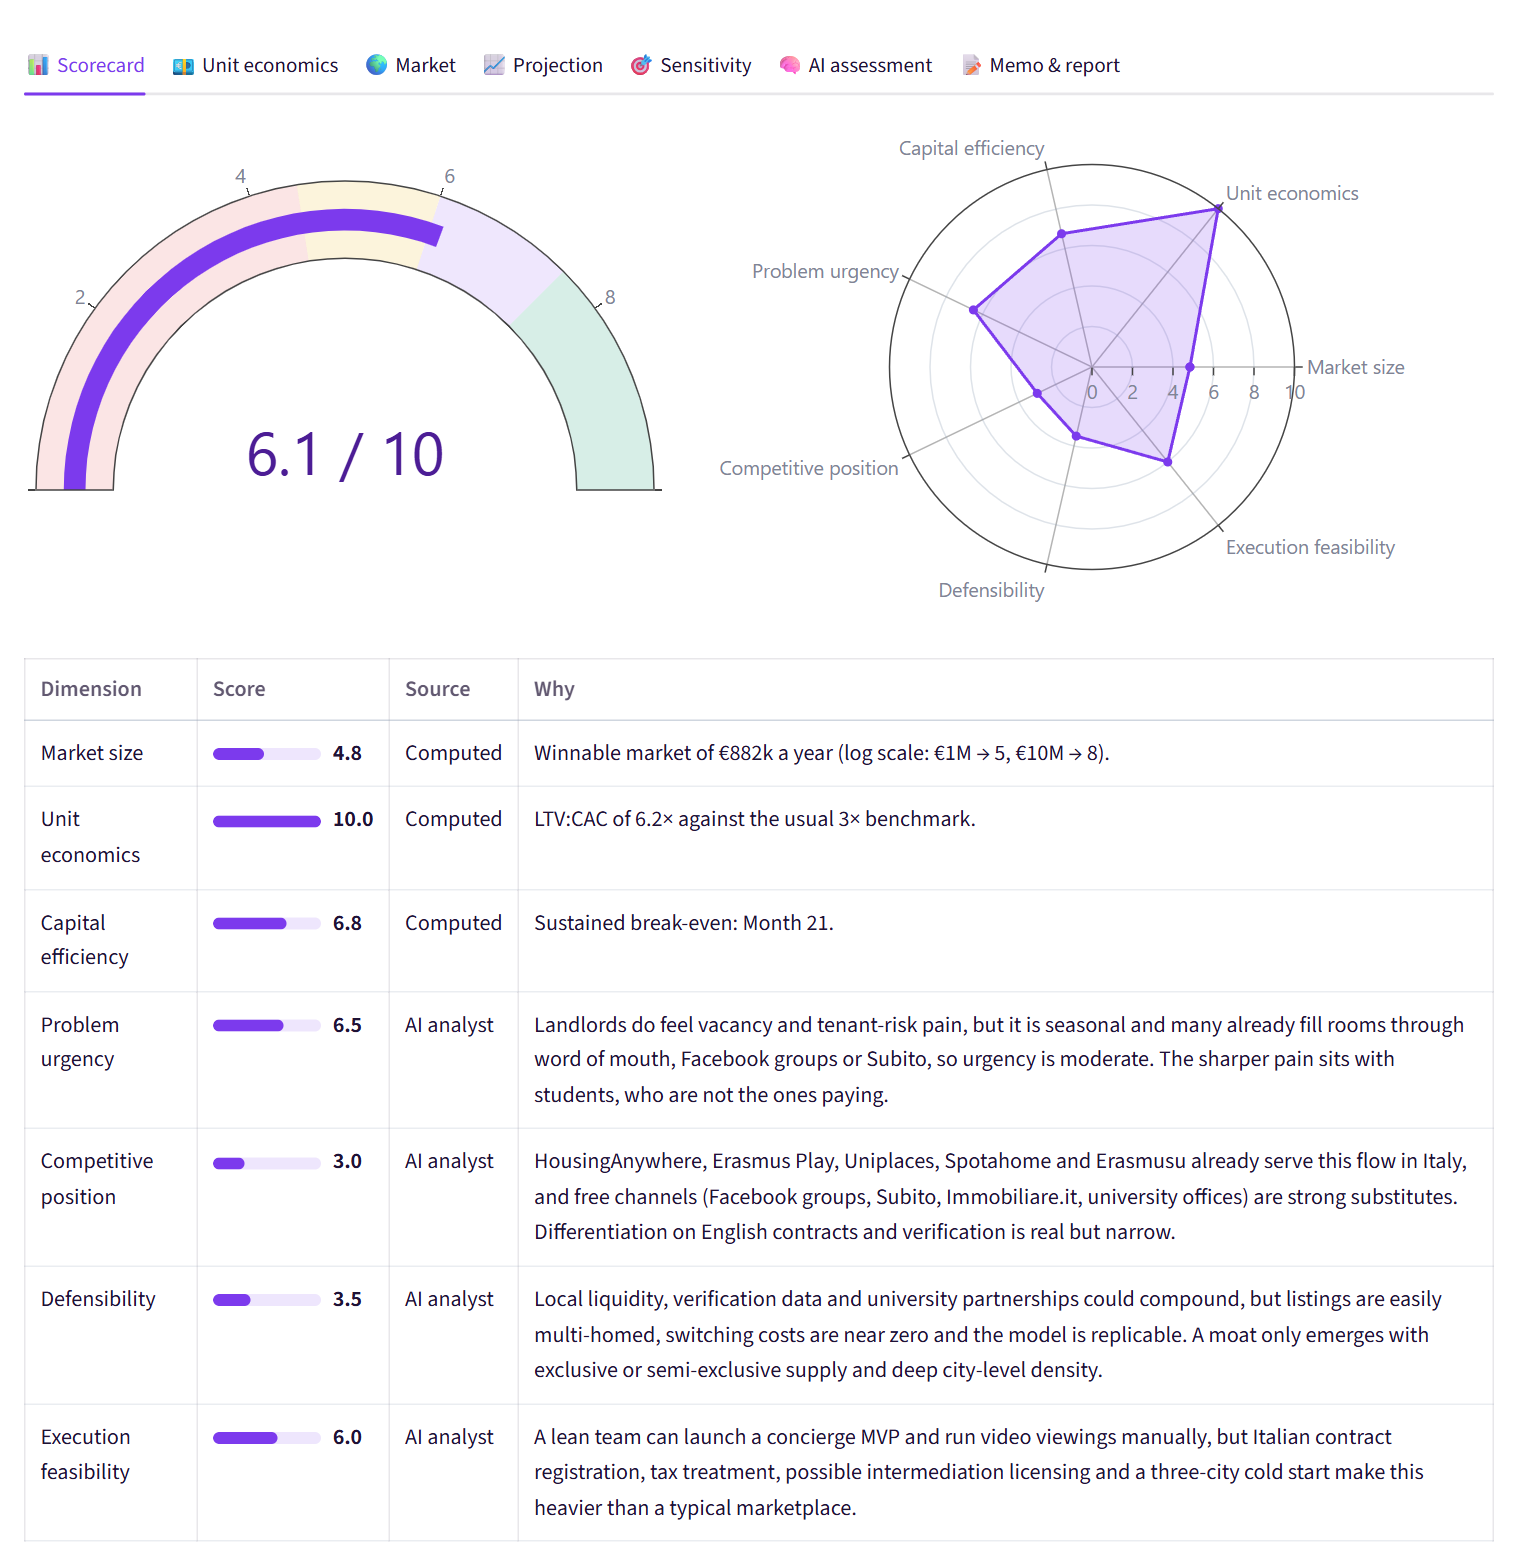 Scorecard Unit economics Market Projection Sensitivity AI assessment Memo & report
4 6
2 8
6.1 / 10
Capital efficiency
Unit economics
Problem urgency
Market size
0 2 4 6 8 10
Competitive position
Execution feasibility
Defensibility
Dimension Score Source Why
Market size 4.8 Computed Winnable market of €882k a year (log scale: €1M → 5, €10M → 8).
Unit 10.0 Computed LTV:CAC of 6.2× against the usual 3× benchmark.
economics
Capital 6.8 Computed Sustained break-even: Month 21.
efficiency
Problem 6.5 AI analyst Landlords do feel vacancy and tenant-risk pain, but it is seasonal and many already fill rooms through
urgency word of mouth, Facebook groups or Subito, so urgency is moderate. The sharper pain sits with
students, who are not the ones paying.
Competitive 3.0 AI analyst HousingAnywhere, Erasmus Play, Uniplaces, Spotahome and Erasmusu already serve this flow in Italy,
position and free channels (Facebook groups, Subito, Immobiliare.it, university offices) are strong substitutes.
Differentiation on English contracts and verification is real but narrow.
Defensibility 3.5 AI analyst Local liquidity, verification data and university partnerships could compound, but listings are easily
multi-homed, switching costs are near zero and the model is replicable. A moat only emerges with
exclusive or semi-exclusive supply and deep city-level density.
Execution 6.0 AI analyst A lean team can launch a concierge MVP and run video viewings manually, but Italian contract
feasibility registration, tax treatment, possible intermediation licensing and a three-city cold start make this
heavier than a typical marketplace.